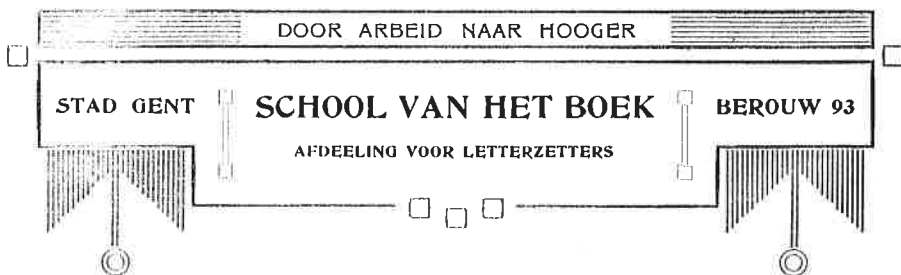 DOOR ARBEID NAAR HOOGER
STAD GENT
SCHOOL VAN HET BOEK
BEROUW 93
AFDEELING VOOR LETTERZETTERS